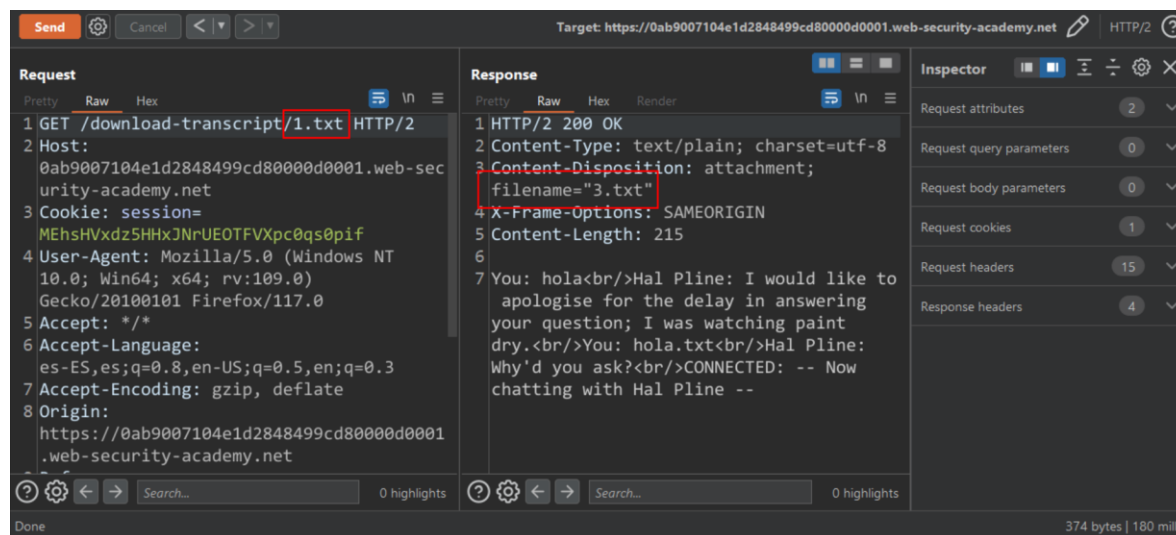 Send Cancel < > Target: https://0ab9007104e1d2848499cd80000d0001.web-security-academy.net HTTP/2 ?
Request
Pretty Raw Hex \n
1 GET /download-transcript/1.txt HTTP/2
2 Host:
0ab9007104e1d2848499cd80000d0001.web-sec
urity-academy.net
3 Cookie: session=
MEhsHVxdz5HHxJNrUEOTFVXpc0qs0pif
4 User-Agent: Mozilla/5.0 (Windows NT
10.0; Win64; x64; rv:109.0)
Gecko/20100101 Firefox/117.0
5 Accept: */*
6 Accept-Language:
es-ES,es;q=0.8,en-US;q=0.5,en;q=0.3
7 Accept-Encoding: gzip, deflate
8 Origin:
https://0ab9007104e1d2848499cd80000d0001
.web-security-academy.net
? Search... 0 highlights
Response
Pretty Raw Hex Render \n
1 HTTP/2 200 OK
2 Content-Type: text/plain; charset=utf-8
3 Content-Disposition: attachment;
filename="3.txt"
4 X-Frame-Options: SAMEORIGIN
5 Content-Length: 215
6
7 You: hola<br/>Hal Pline: I would like to
apologise for the delay in answering
your question; I was watching paint
dry.<br/>You: hola.txt<br/>Hal Pline:
Why'd you ask?<br/>CONNECTED: -- Now
chatting with Hal Pline --
? Search... 0 highlights
Inspector
Request attributes 2
Request query parameters 0
Request body parameters 0
Request cookies 1
Request headers 15
Response headers 4
Done 374 bytes | 180